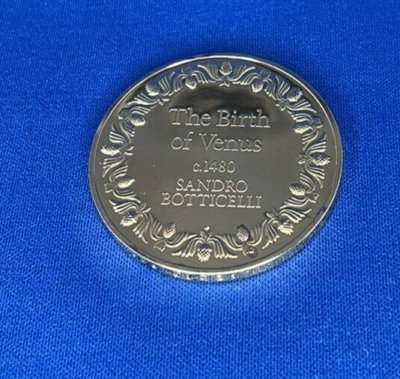 The Birth
of Venus
c.1480
SANDRO
BOTTICELLI